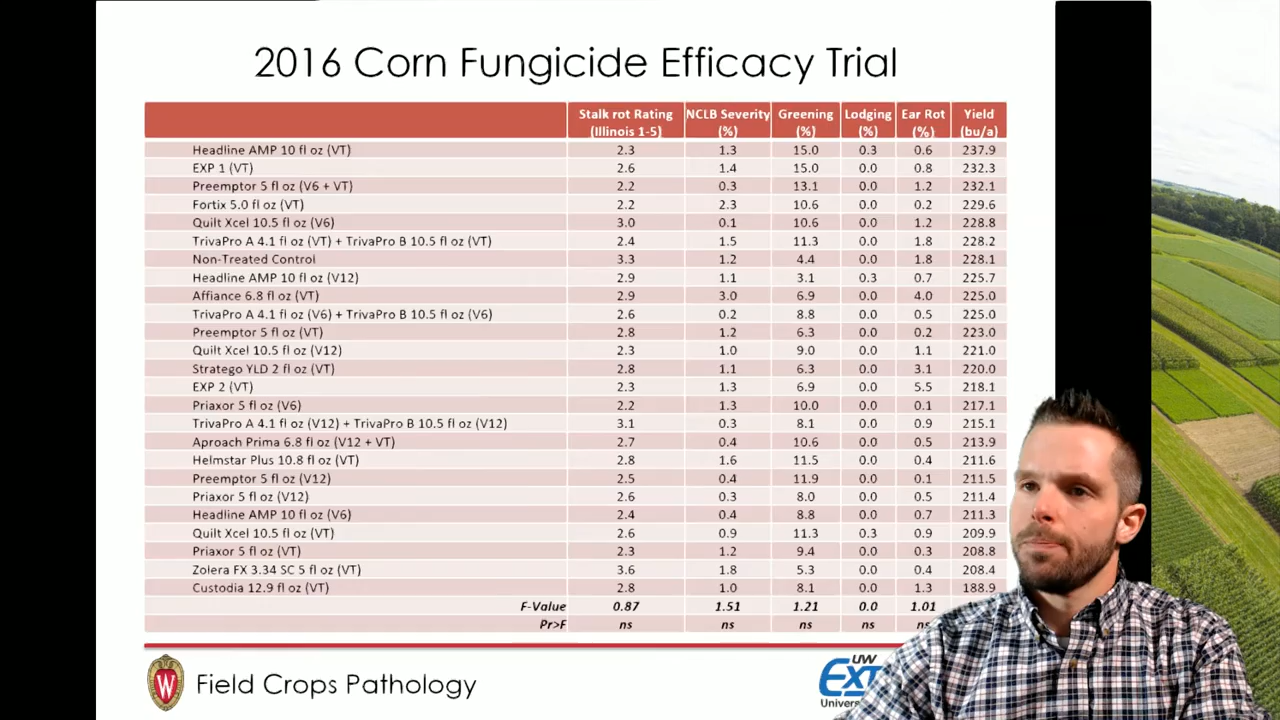 2016 Corn Fungicide Efficacy Trial
Stalk rot Rating (Illinois 1-5) NCLB Severity (%) Greening (%) Lodging (%) Ear Rot (%) Yield (bu/a)
Headline AMP 10 fl oz (VT) 2.3 1.3 15.0 0.3 0.6 237.9
EXP 1 (VT) 2.6 1.4 15.0 0.0 0.8 232.3
Preemptor 5 fl oz (V6 + VT) 2.2 0.3 13.1 0.0 1.2 232.1
Fortix 5.0 fl oz (VT) 2.2 2.3 10.6 0.0 0.2 229.6
Quilt Xcel 10.5 fl oz (V6) 3.0 0.1 10.6 0.0 1.2 228.8
TrivaPro A 4.1 fl oz (VT) + TrivaPro B 10.5 fl oz (VT) 2.4 1.5 11.3 0.0 1.8 228.2
Non-Treated Control 3.3 1.2 4.4 0.0 1.8 228.1
Headline AMP 10 fl oz (V12) 2.9 1.1 3.1 0.3 0.7 225.7
Affiance 6.8 fl oz (VT) 2.9 3.0 6.9 0.0 4.0 225.0
TrivaPro A 4.1 fl oz (V6) + TrivaPro B 10.5 fl oz (V6) 2.6 0.2 8.8 0.0 0.5 225.0
Preemptor 5 fl oz (VT) 2.8 1.2 6.3 0.0 0.2 223.0
Quilt Xcel 10.5 fl oz (V12) 2.3 1.0 9.0 0.0 1.1 221.0
Stratego YLD 2 fl oz (VT) 2.8 1.1 6.3 0.0 3.1 220.0
EXP 2 (VT) 2.3 1.3 6.9 0.0 5.5 218.1
Priaxor 5 fl oz (V6) 2.2 1.3 10.0 0.0 0.1 217.1
TrivaPro A 4.1 fl oz (V12) + TrivaPro B 10.5 fl oz (V12) 3.1 0.3 8.1 0.0 0.9 215.1
Aproach Prima 6.8 fl oz (V12 + VT) 2.7 0.4 10.6 0.0 0.5 213.9
Helmstar Plus 10.8 fl oz (VT) 2.8 1.6 11.5 0.0 0.4 211.6
Preemptor 5 fl oz (V12) 2.5 0.4 11.9 0.0 0.1 211.5
Priaxor 5 fl oz (V12) 2.6 0.3 8.0 0.0 0.5 211.4
Headline AMP 10 fl oz (V6) 2.4 0.4 8.8 0.0 0.7 211.3
Quilt Xcel 10.5 fl oz (VT) 2.6 0.9 11.3 0.3 0.9 209.9
Priaxor 5 fl oz (VT) 2.3 1.2 9.4 0.0 0.3 208.8
Zolera FX 3.34 SC 5 fl oz (VT) 3.6 1.8 5.3 0.0 0.4 208.4
Custodia 12.9 fl oz (VT) 2.8 1.0 8.1 0.0 1.3 188.9
F-Value 0.87 1.51 1.21 0.0 1.01
Pr>F ns ns ns ns ns
W Field Crops Pathology
UW